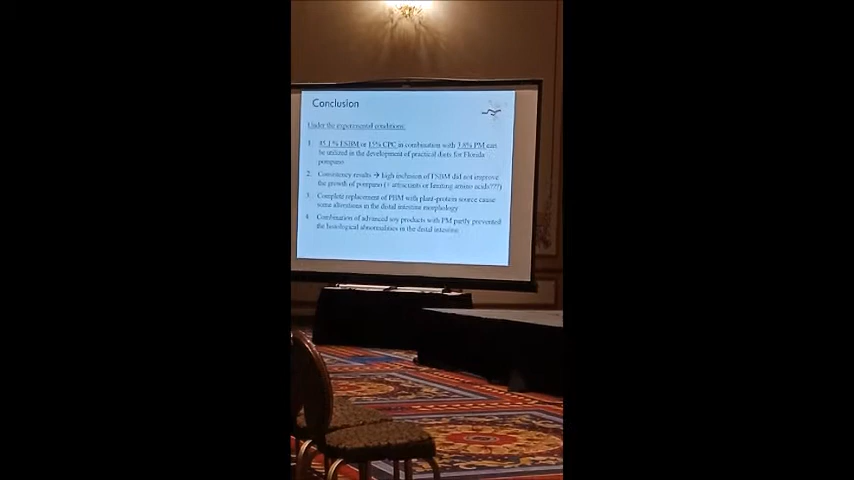 Conclusion
Under the experimental conditions:
1. 45.1% FSBM or 15% CPC in combination with 3.8% PM can
be utilized in the development of practical diets for Florida
pompano
2. Consistency results → high inclusion of FSBM did not improve
the growth of pompano (+ attractants or limiting amino acids???)
3. Complete replacement of PBM with plant-protein source cause
some alterations in the distal intestine morphology
4. Combination of advanced soy products with PM partly prevented
the histological abnormalities in the distal intestine